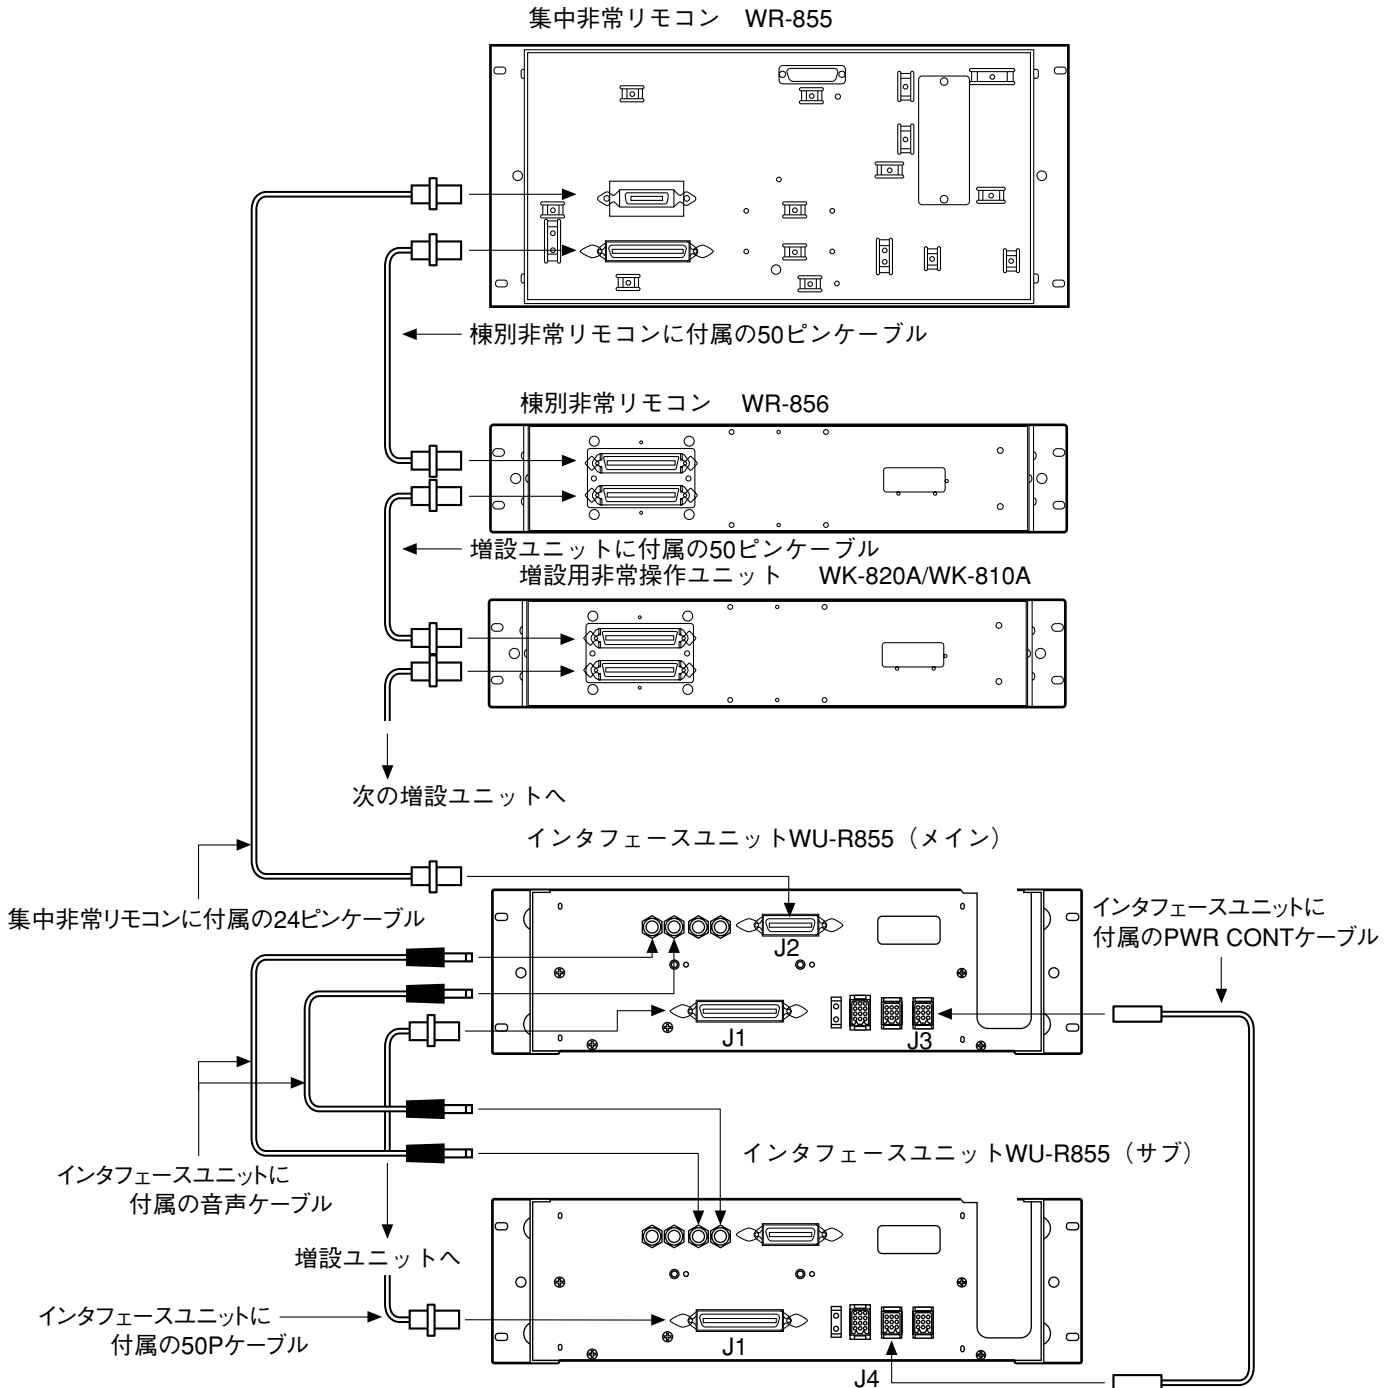 集中非常リモコン　WR-855
棟別非常リモコンに付属の50ピンケーブル
棟別非常リモコン　WR-856
増設ユニットに付属の50ピンケーブル
増設用非常操作ユニット　WK-820A/WK-810A
次の増設ユニットへ
インタフェースユニットWU-R855（メイン）
集中非常リモコンに付属の24ピンケーブル
インタフェースユニットに
付属のPWR CONTケーブル
J2
J1
J3
インタフェースユニットWU-R855（サブ）
インタフェースユニットに
付属の音声ケーブル
増設ユニットへ
インタフェースユニットに
付属の50Pケーブル
J1
J4